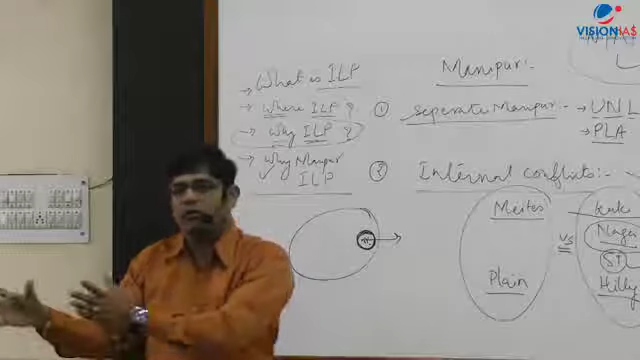 VISIONIAS
→ What is ILP
→ Where ILP ?
→ Why ILP ?
→ Why Manipur
ILP
Manipur:-
① Seperate Manipur:- → UNL
→ PLA
② Internal conflicts:-
Meites vs Kuk
Naga
ST
Plain Hilly